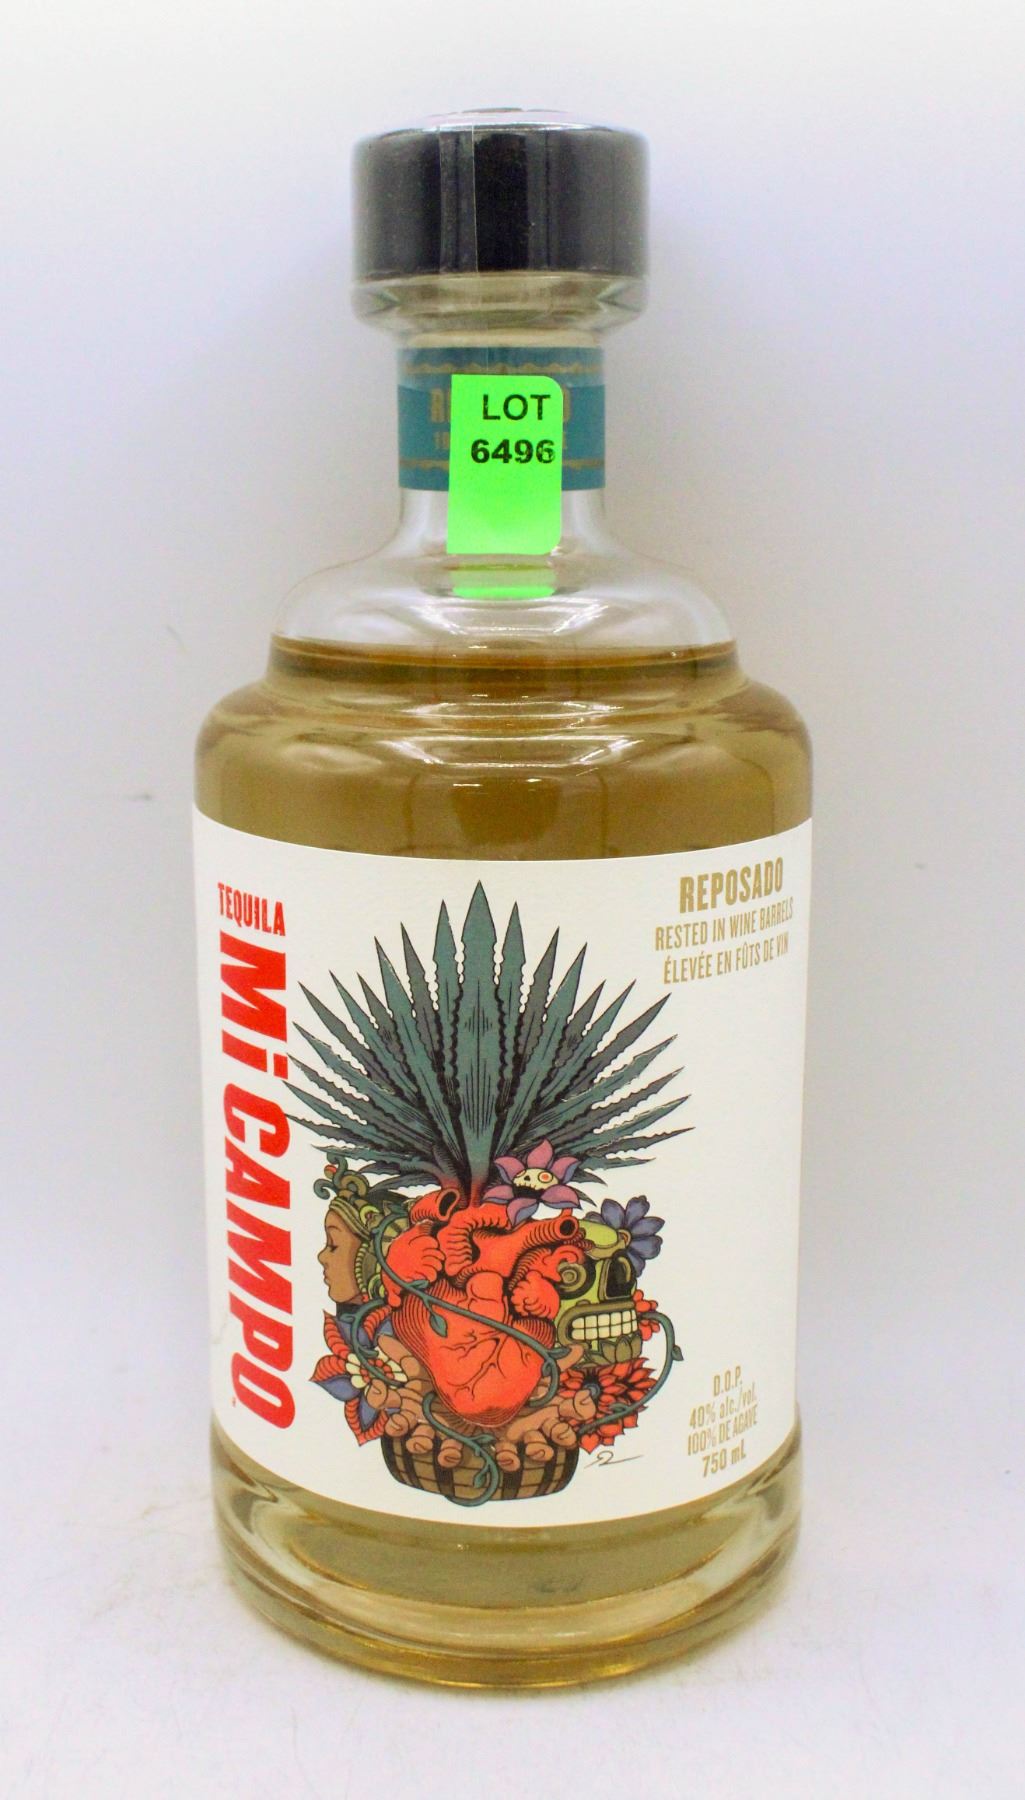 LOT
6496
TEQUILA
Mi CAMPO
REPOSADO
RESTED IN WINE BARRELS
ÉLEVÉE EN FÛTS DE VIN
D.O.P.
40% alc./vol.
100% DE AGAVE
750 mL